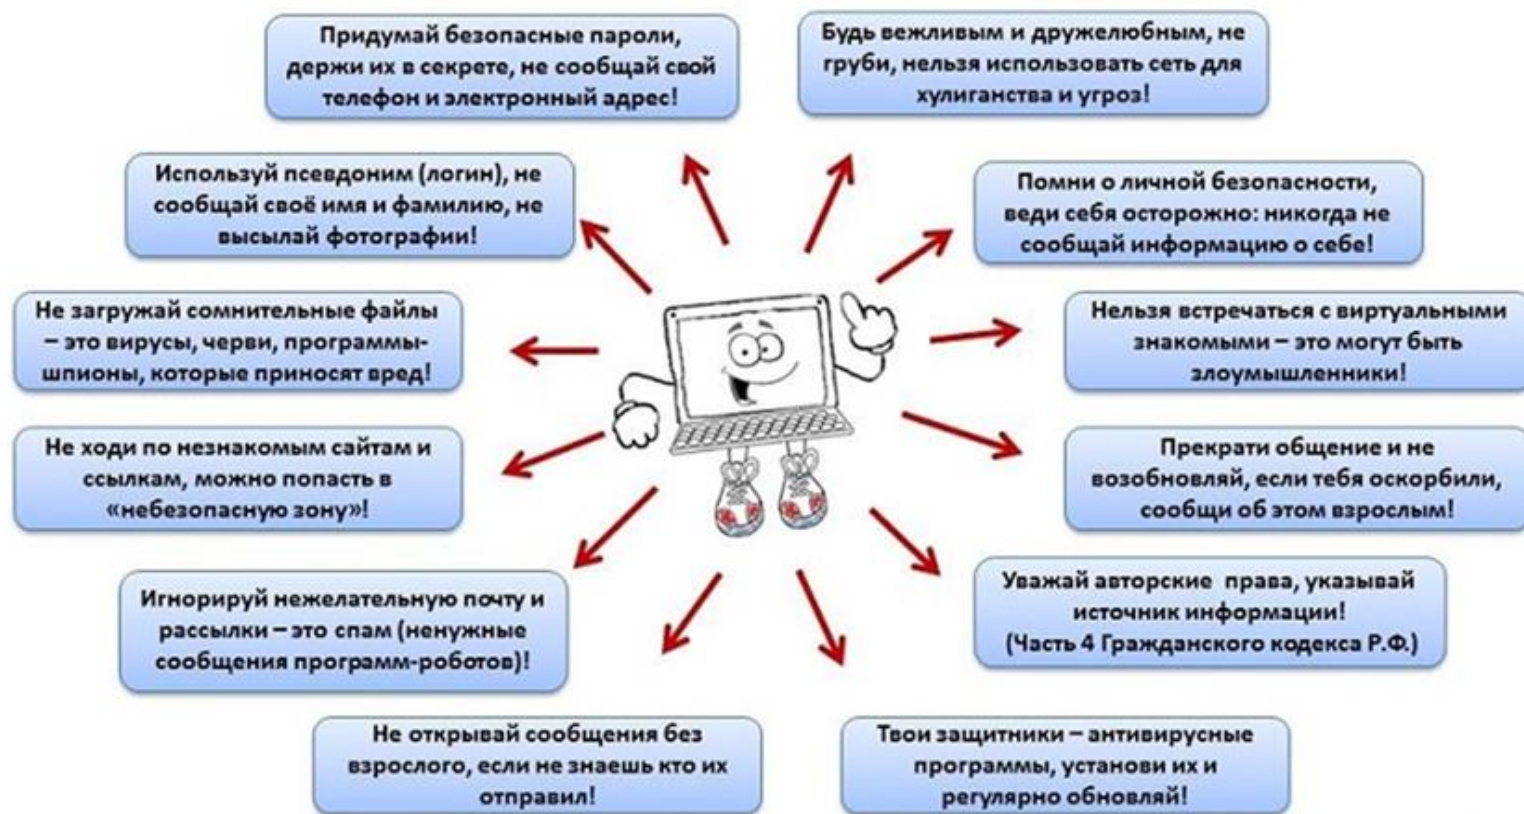 Придумай безопасные пароли,
держи их в секрете, не сообщай свой
телефон и электронный адрес!
Будь вежливым и дружелюбным, не
груби, нельзя использовать сеть для
хулиганства и угроз!
Используй псевдоним (логин), не
сообщай своё имя и фамилию, не
высылай фотографии!
Помни о личной безопасности,
веди себя осторожно: никогда не
сообщай информацию о себе!
Не загружай сомнительные файлы
– это вирусы, черви, программы-
шпионы, которые приносят вред!
Нельзя встречаться с виртуальными
знакомыми – это могут быть
злоумышленники!
Не ходи по незнакомым сайтам и
ссылкам, можно попасть в
«небезопасную зону»!
Прекрати общение и не
возобновляй, если тебя оскорбили,
сообщи об этом взрослым!
Игнорируй нежелательную почту и
рассылки – это спам (ненужные
сообщения программ-роботов)!
Уважай авторские права, указывай
источник информации!
(Часть 4 Гражданского кодекса Р.Ф.)
Не открывай сообщения без
взрослого, если не знаешь кто их
отправил!
Твои защитники – антивирусные
программы, установи их и
регулярно обновляй!